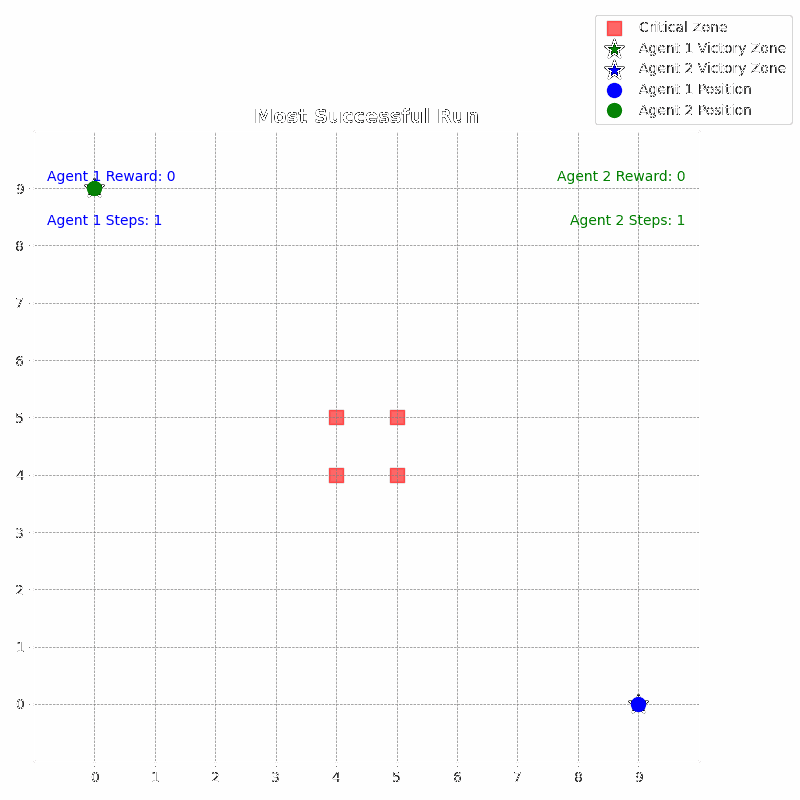 Critical Zone
Agent 1 Victory Zone
Agent 2 Victory Zone
Agent 1 Position
Agent 2 Position
Most Successful Run
Agent 1 Reward: 0
Agent 2 Reward: 0
9
Agent 1 Steps: 1
Agent 2 Steps: 1
8
7
6
5
4
3
2
1
0
0 1 2 3 4 5 6 7 8 9